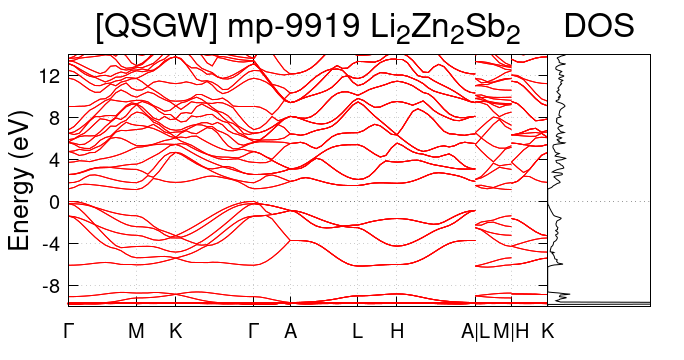 [QSGW] mp-9919 Li2Zn2Sb2 DOS
Energy (eV)
12
8
4
0
-4
-8
Γ M K Γ A L H A|L M|H K